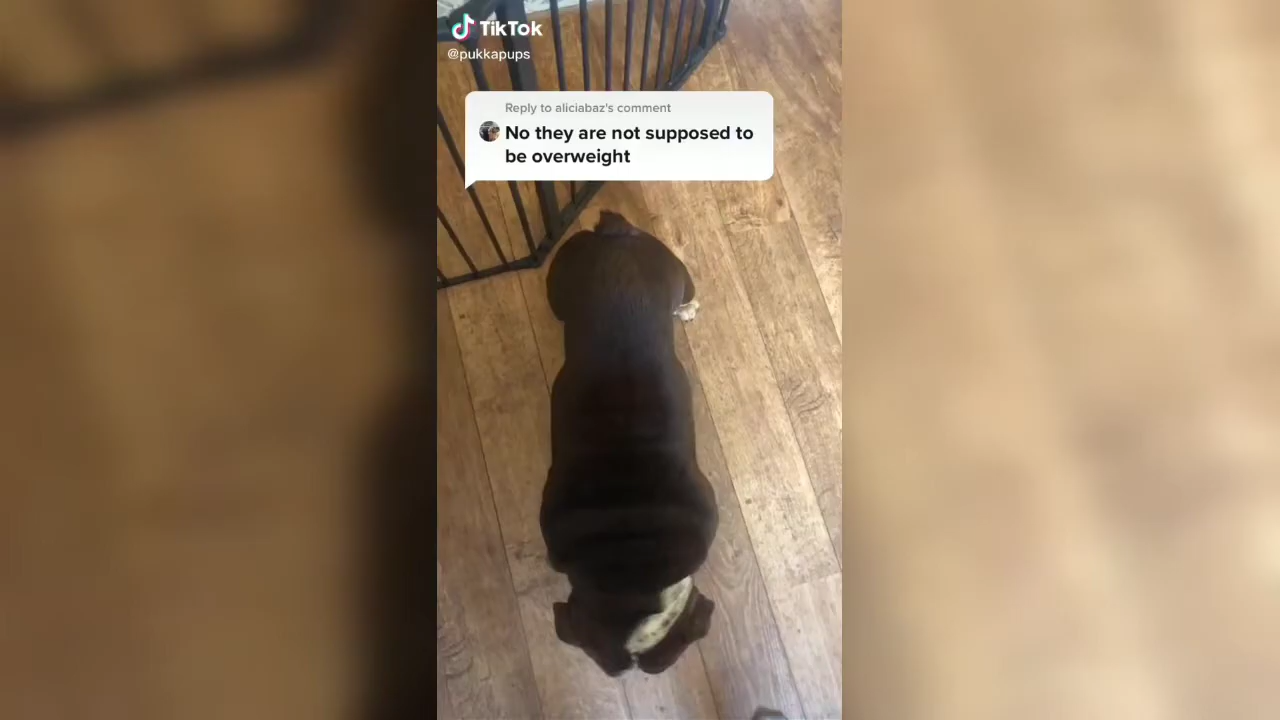 TikTok
@pukkapups
Reply to aliciabaz's comment
No they are not supposed to
be overweight